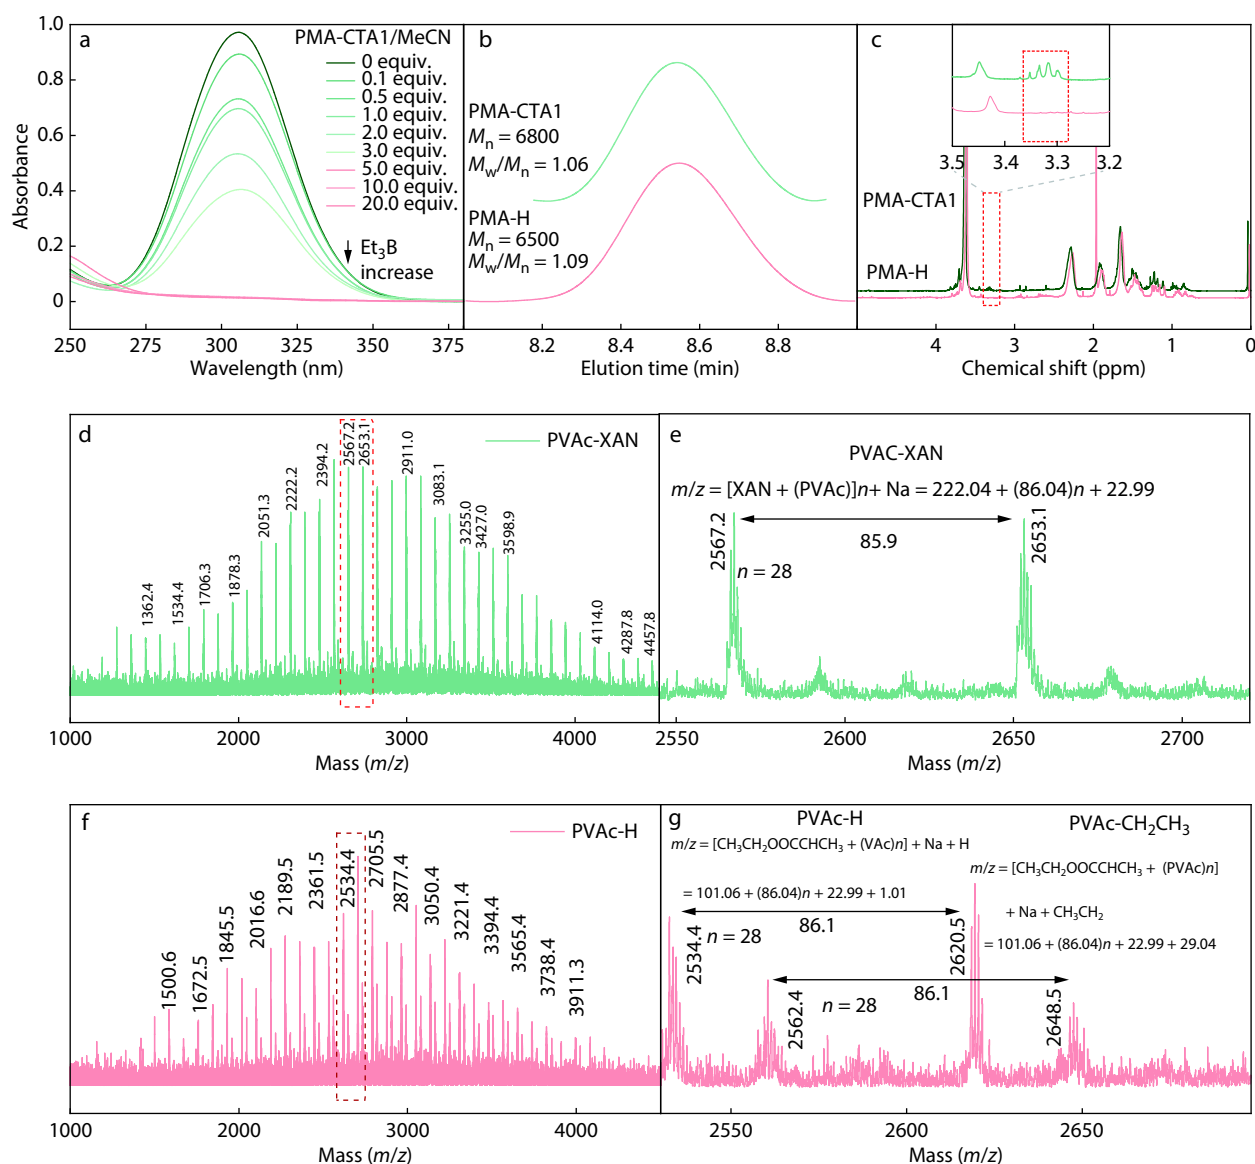 a
PMA-CTA1/MeCN
0 equiv.
0.1 equiv.
0.5 equiv.
1.0 equiv.
2.0 equiv.
3.0 equiv.
5.0 equiv.
10.0 equiv.
20.0 equiv.
Et₃B
increase
Absorbance
1.0
0.8
0.6
0.4
0.2
0
250
275
300
325
350
375
Wavelength (nm)
b
PMA-CTA1
Mₙ = 6800
M_w/Mₙ = 1.06
PMA-H
Mₙ = 6500
M_w/Mₙ = 1.09
8.2
8.4
8.6
8.8
Elution time (min)
c
3.5
3.4
3.3
3.2
PMA-CTA1
PMA-H
4
3
2
1
0
Chemical shift (ppm)
d
PVAc-XAN
1362.4
1534.4
1706.3
1878.3
2051.3
2222.2
2394.2
2567.2
2653.1
2911.0
3083.1
3255.0
3427.0
3598.9
4114.0
4287.8
4457.8
1000
2000
3000
4000
Mass (m/z)
e
PVAC-XAN
m/z = [XAN + (PVAc)]n+ Na = 222.04 + (86.04)n + 22.99
2567.2
85.9
2653.1
n = 28
2550
2600
2650
2700
Mass (m/z)
f
PVAc-H
1500.6
1672.5
1845.5
2016.6
2189.5
2361.5
2534.4
2705.5
2877.4
3050.4
3221.4
3394.4
3565.4
3738.4
3911.3
1000
2000
3000
4000
Mass (m/z)
g
PVAc-H
m/z = [CH₃CH₂OOCCHCH₃ + (VAc)n] + Na + H
= 101.06 + (86.04)n + 22.99 + 1.01
PVAc-CH₂CH₃
m/z = [CH₃CH₂OOCCHCH₃ + (PVAc)n]
+ Na + CH₃CH₂
= 101.06 + (86.04)n + 22.99 + 29.04
2534.4
n = 28
86.1
2620.5
2562.4
n = 28
86.1
2648.5
2550
2600
2650
Mass (m/z)